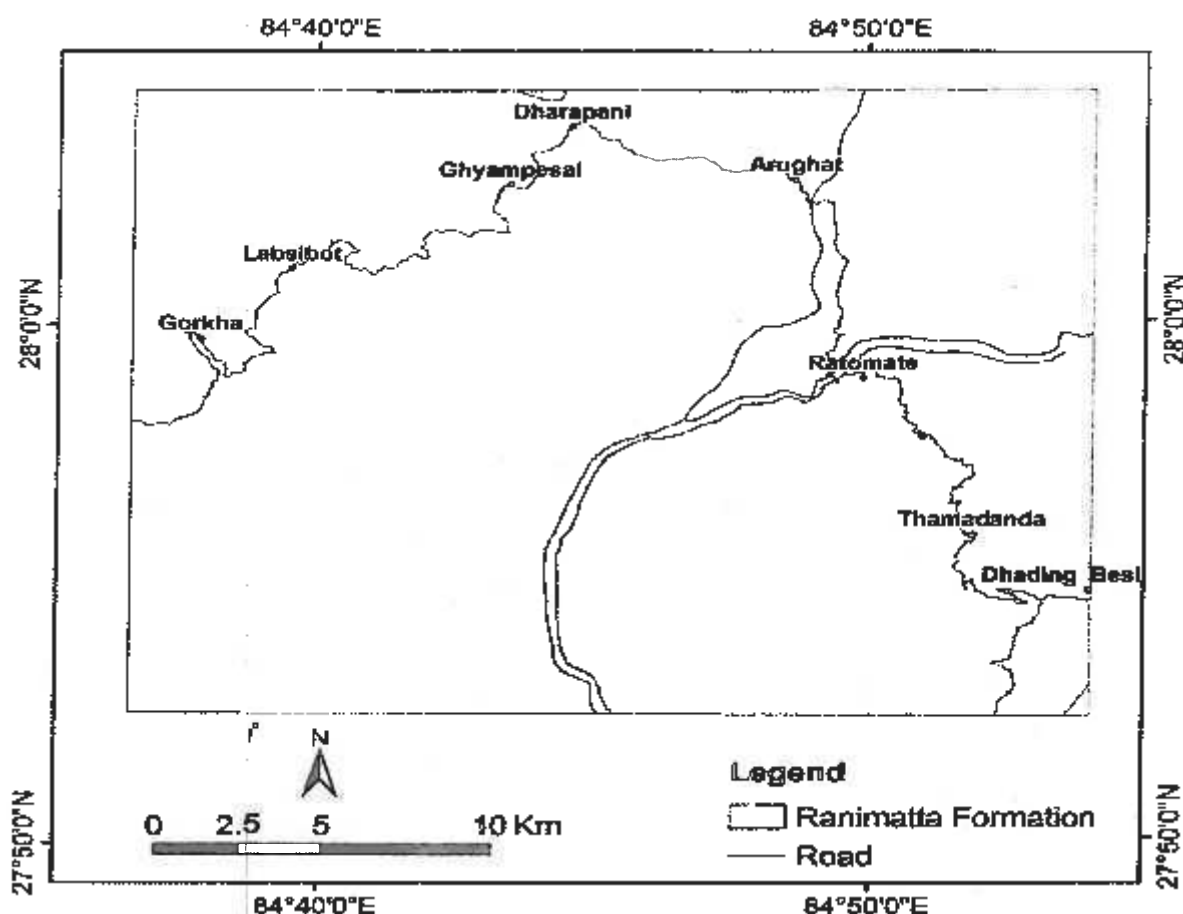 84°40'0"E 84°50'0"E
Dharapani
Ghyampesal
Arughat
Labsibot
Gorkha
28°0'0"N
28°0'0"N
Ratomate
Thamadanda
Dhading Besi
N
Legend
0 2.5 5 10 Km
Ranimatta Formation
Road
27°50'0"N
27°50'0"N
84°40'0"E 84°50'0"E